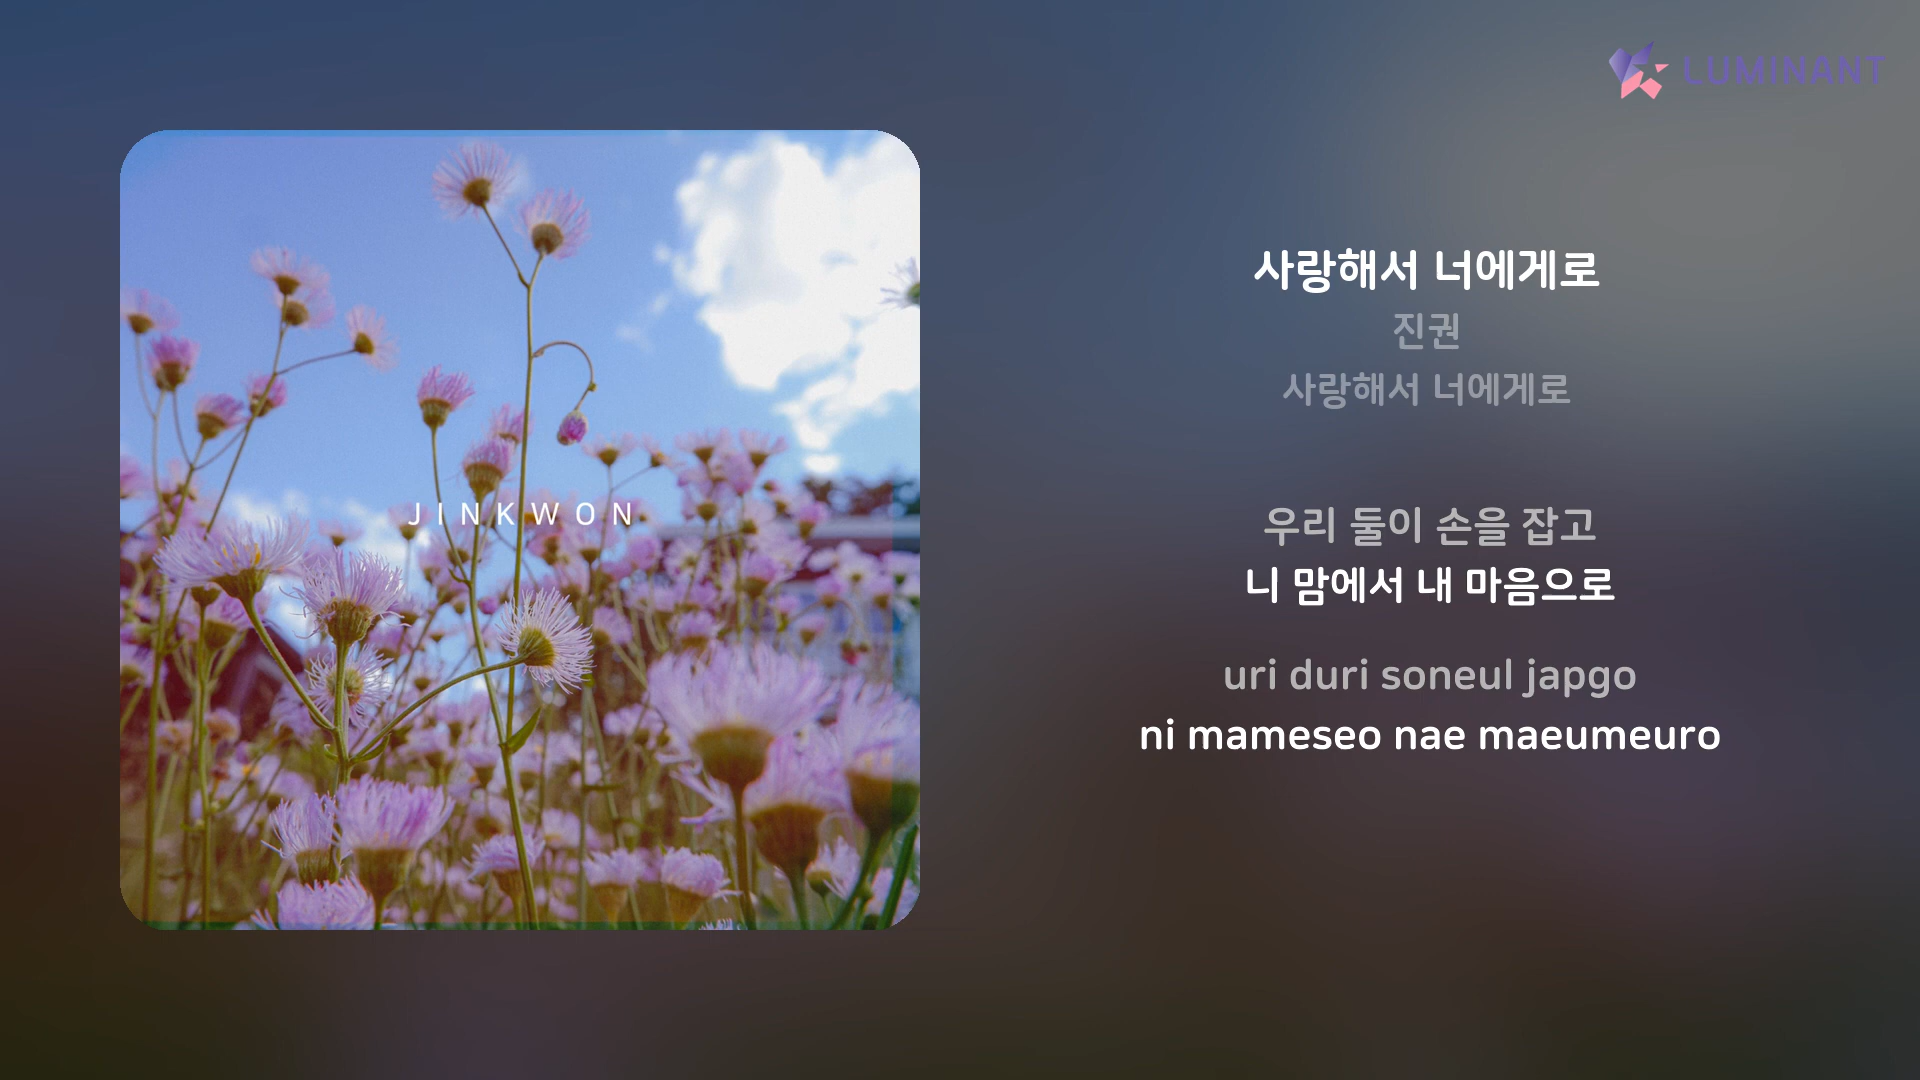 LUMINANT
JINKWON
사랑해서 너에게로
진권
사랑해서 너에게로
우리 둘이 손을 잡고
니 맘에서 내 마음으로
uri duri soneul japgo
ni mameseo nae maeumeuro